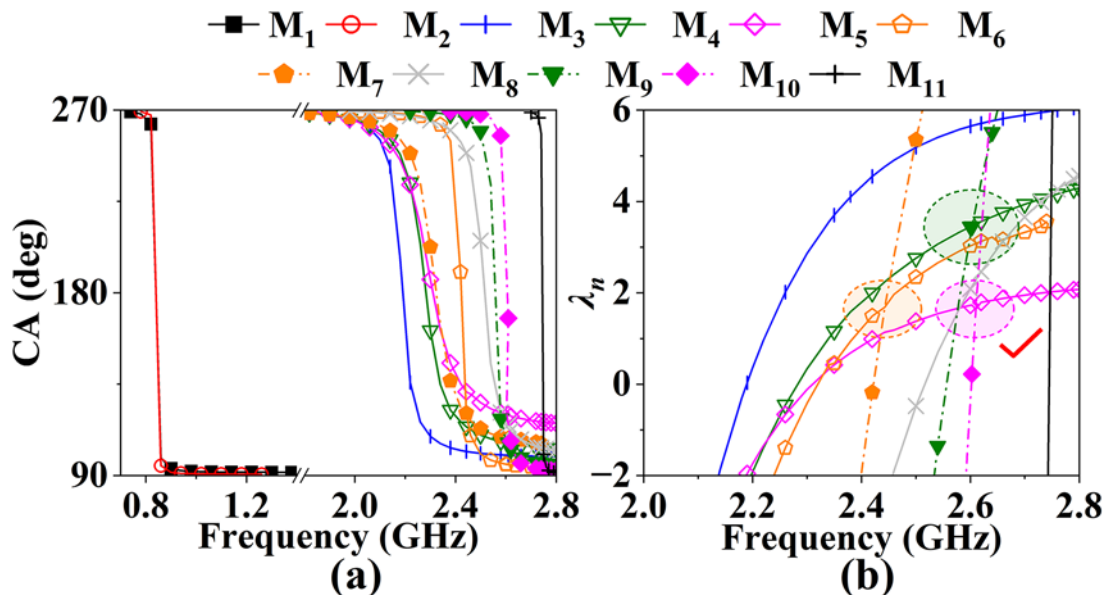 M₁ M₂ M₃ M₄ M₅ M₆
M₇ M₈ M₉ M₁₀ M₁₁
270
180
90
CA (deg)
0.8 1.2 2.0 2.4 2.8
Frequency (GHz)
(a)
6
4
2
0
−2
λₙ
2.0 2.2 2.4 2.6 2.8
Frequency (GHz)
(b)